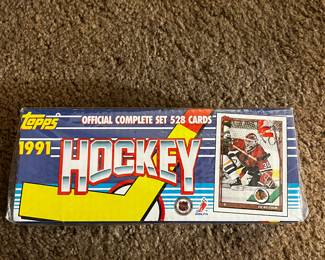 Topps
OFFICIAL COMPLETE SET 528 CARDS
1991
HOCKEY